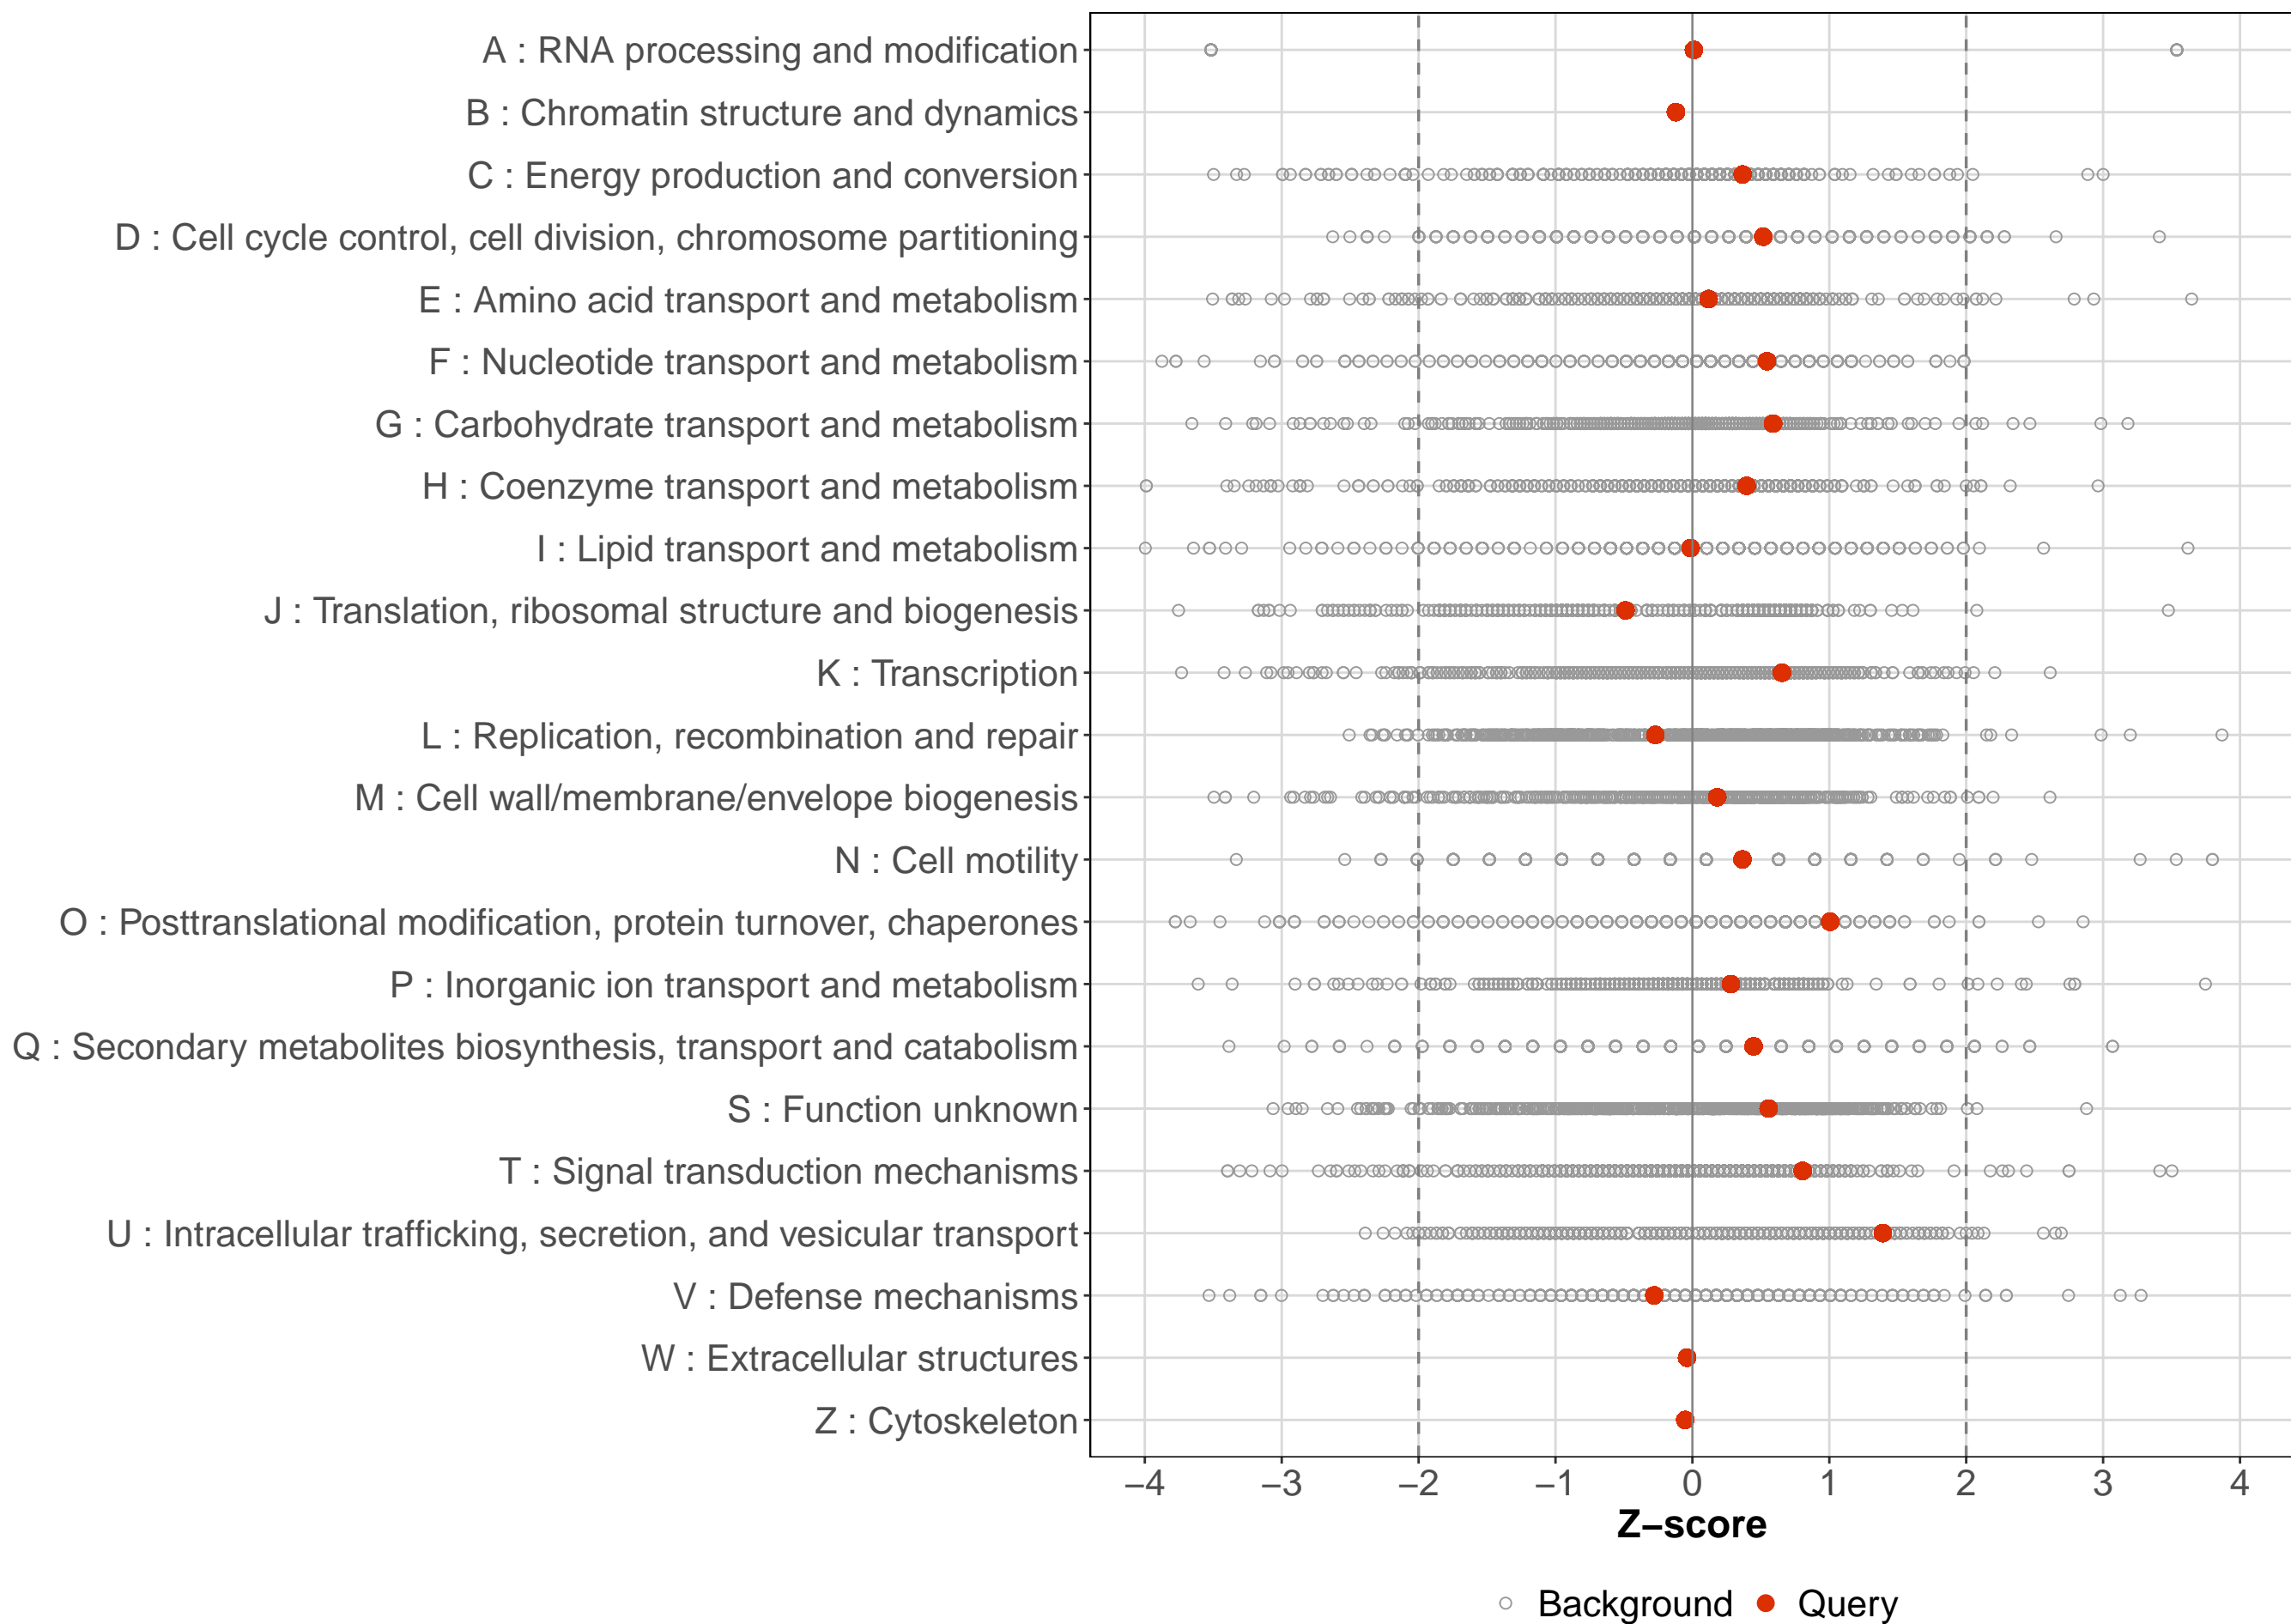 A : RNA processing and modification
B : Chromatin structure and dynamics
C : Energy production and conversion
D : Cell cycle control, cell division, chromosome partitioning
E : Amino acid transport and metabolism
F : Nucleotide transport and metabolism
G : Carbohydrate transport and metabolism
H : Coenzyme transport and metabolism
I : Lipid transport and metabolism
J : Translation, ribosomal structure and biogenesis
K : Transcription
L : Replication, recombination and repair
M : Cell wall/membrane/envelope biogenesis
N : Cell motility
O : Posttranslational modification, protein turnover, chaperones
P : Inorganic ion transport and metabolism
Q : Secondary metabolites biosynthesis, transport and catabolism
S : Function unknown
T : Signal transduction mechanisms
U : Intracellular trafficking, secretion, and vesicular transport
V : Defense mechanisms
W : Extracellular structures
Z : Cytoskeleton
−4 −3 −2 −1 0 1 2 3 4
Z−score
Background Query